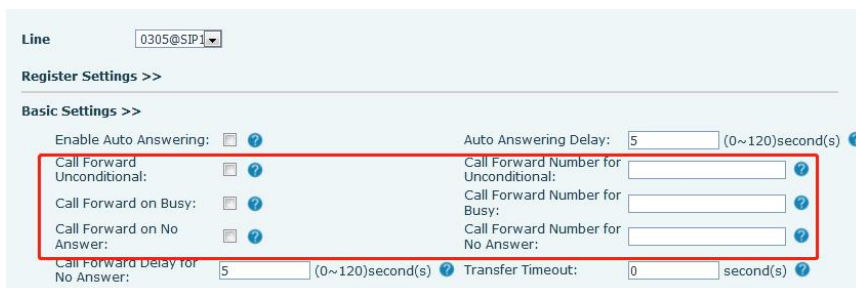 Line 0305@SIP1
Register Settings >>
Basic Settings >>
Enable Auto Answering: ? Auto Answering Delay: 5 (0~120)second(s) ?
Call Forward Call Forward Number for
Unconditional: ? Unconditional: ?
Call Forward on Busy: ? Call Forward Number for
Busy: ?
Call Forward on No Call Forward Number for
Answer: ? No Answer: ?
Call Forward Delay for
No Answer: 5 (0~120)second(s) ? Transfer Timeout: 0 second(s) ?